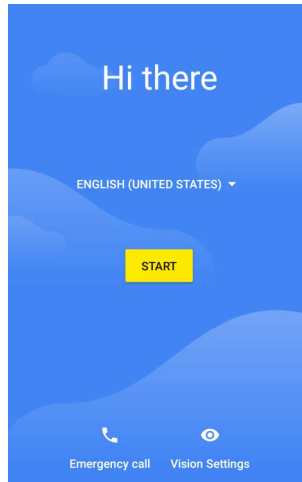 Hi there
ENGLISH (UNITED STATES)
START
Emergency call Vision Settings